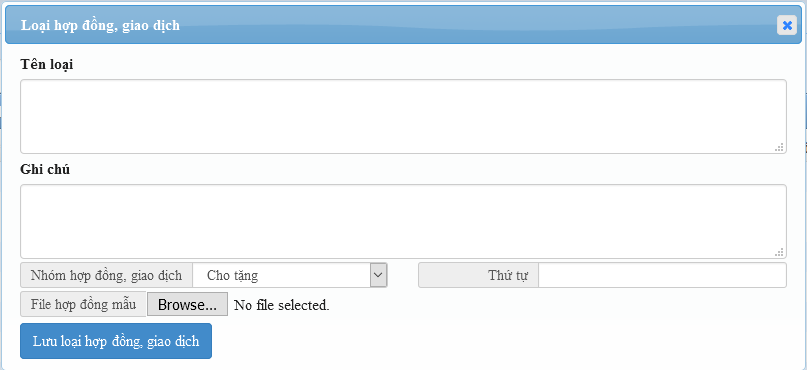 Loại hợp đồng, giao dịch
Tên loại
Ghi chú
Nhóm hợp đồng, giao dịch Cho tặng Thứ tự
File hợp đồng mẫu Browse... No file selected.
Lưu loại hợp đồng, giao dịch